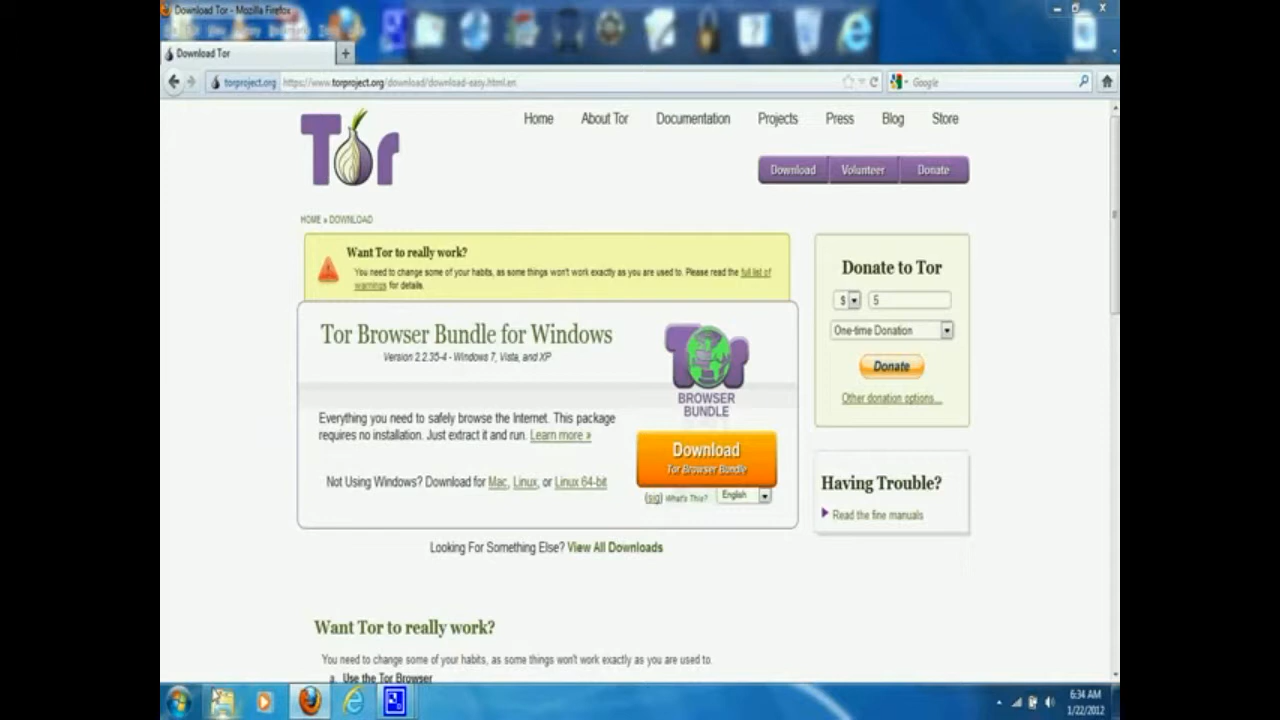 Download Tor - Mozilla Firefox
Download Tor
+
torproject.org https://www.torproject.org/download/download-easy.html.en
Google
Tor
Home About Tor Documentation Projects Press Blog Store
Download Volunteer Donate
HOME » DOWNLOAD
Want Tor to really work?
You need to change some of your habits, as some things won't work exactly as you are used to. Please read the full list of
warnings for details.
Donate to Tor
$ 5
One-time Donation
Donate
Other donation options...
Tor Browser Bundle for Windows
Version 2.2.35-4 - Windows 7, Vista, and XP
Tor
BROWSER
BUNDLE
Everything you need to safely browse the Internet. This package
requires no installation. Just extract it and run. Learn more »
Download
Tor Browser Bundle
Not Using Windows? Download for Mac, Linux, or Linux 64-bit
(sig) What's This? English
Having Trouble?
Read the fine manuals
Looking For Something Else? View All Downloads
Want Tor to really work?
You need to change some of your habits, as some things won't work exactly as you are used to.
a. Use the Tor Browser
6:34 AM
1/22/2012